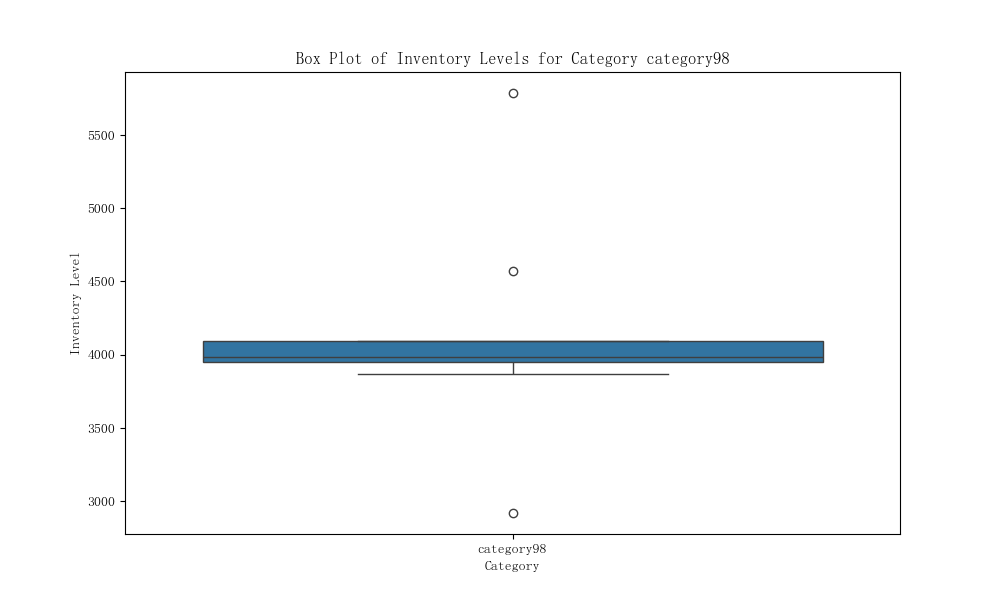 Box Plot of Inventory Levels for Category category98
5500
5000
4500
4000
3500
3000
Inventory Level
category98
Category